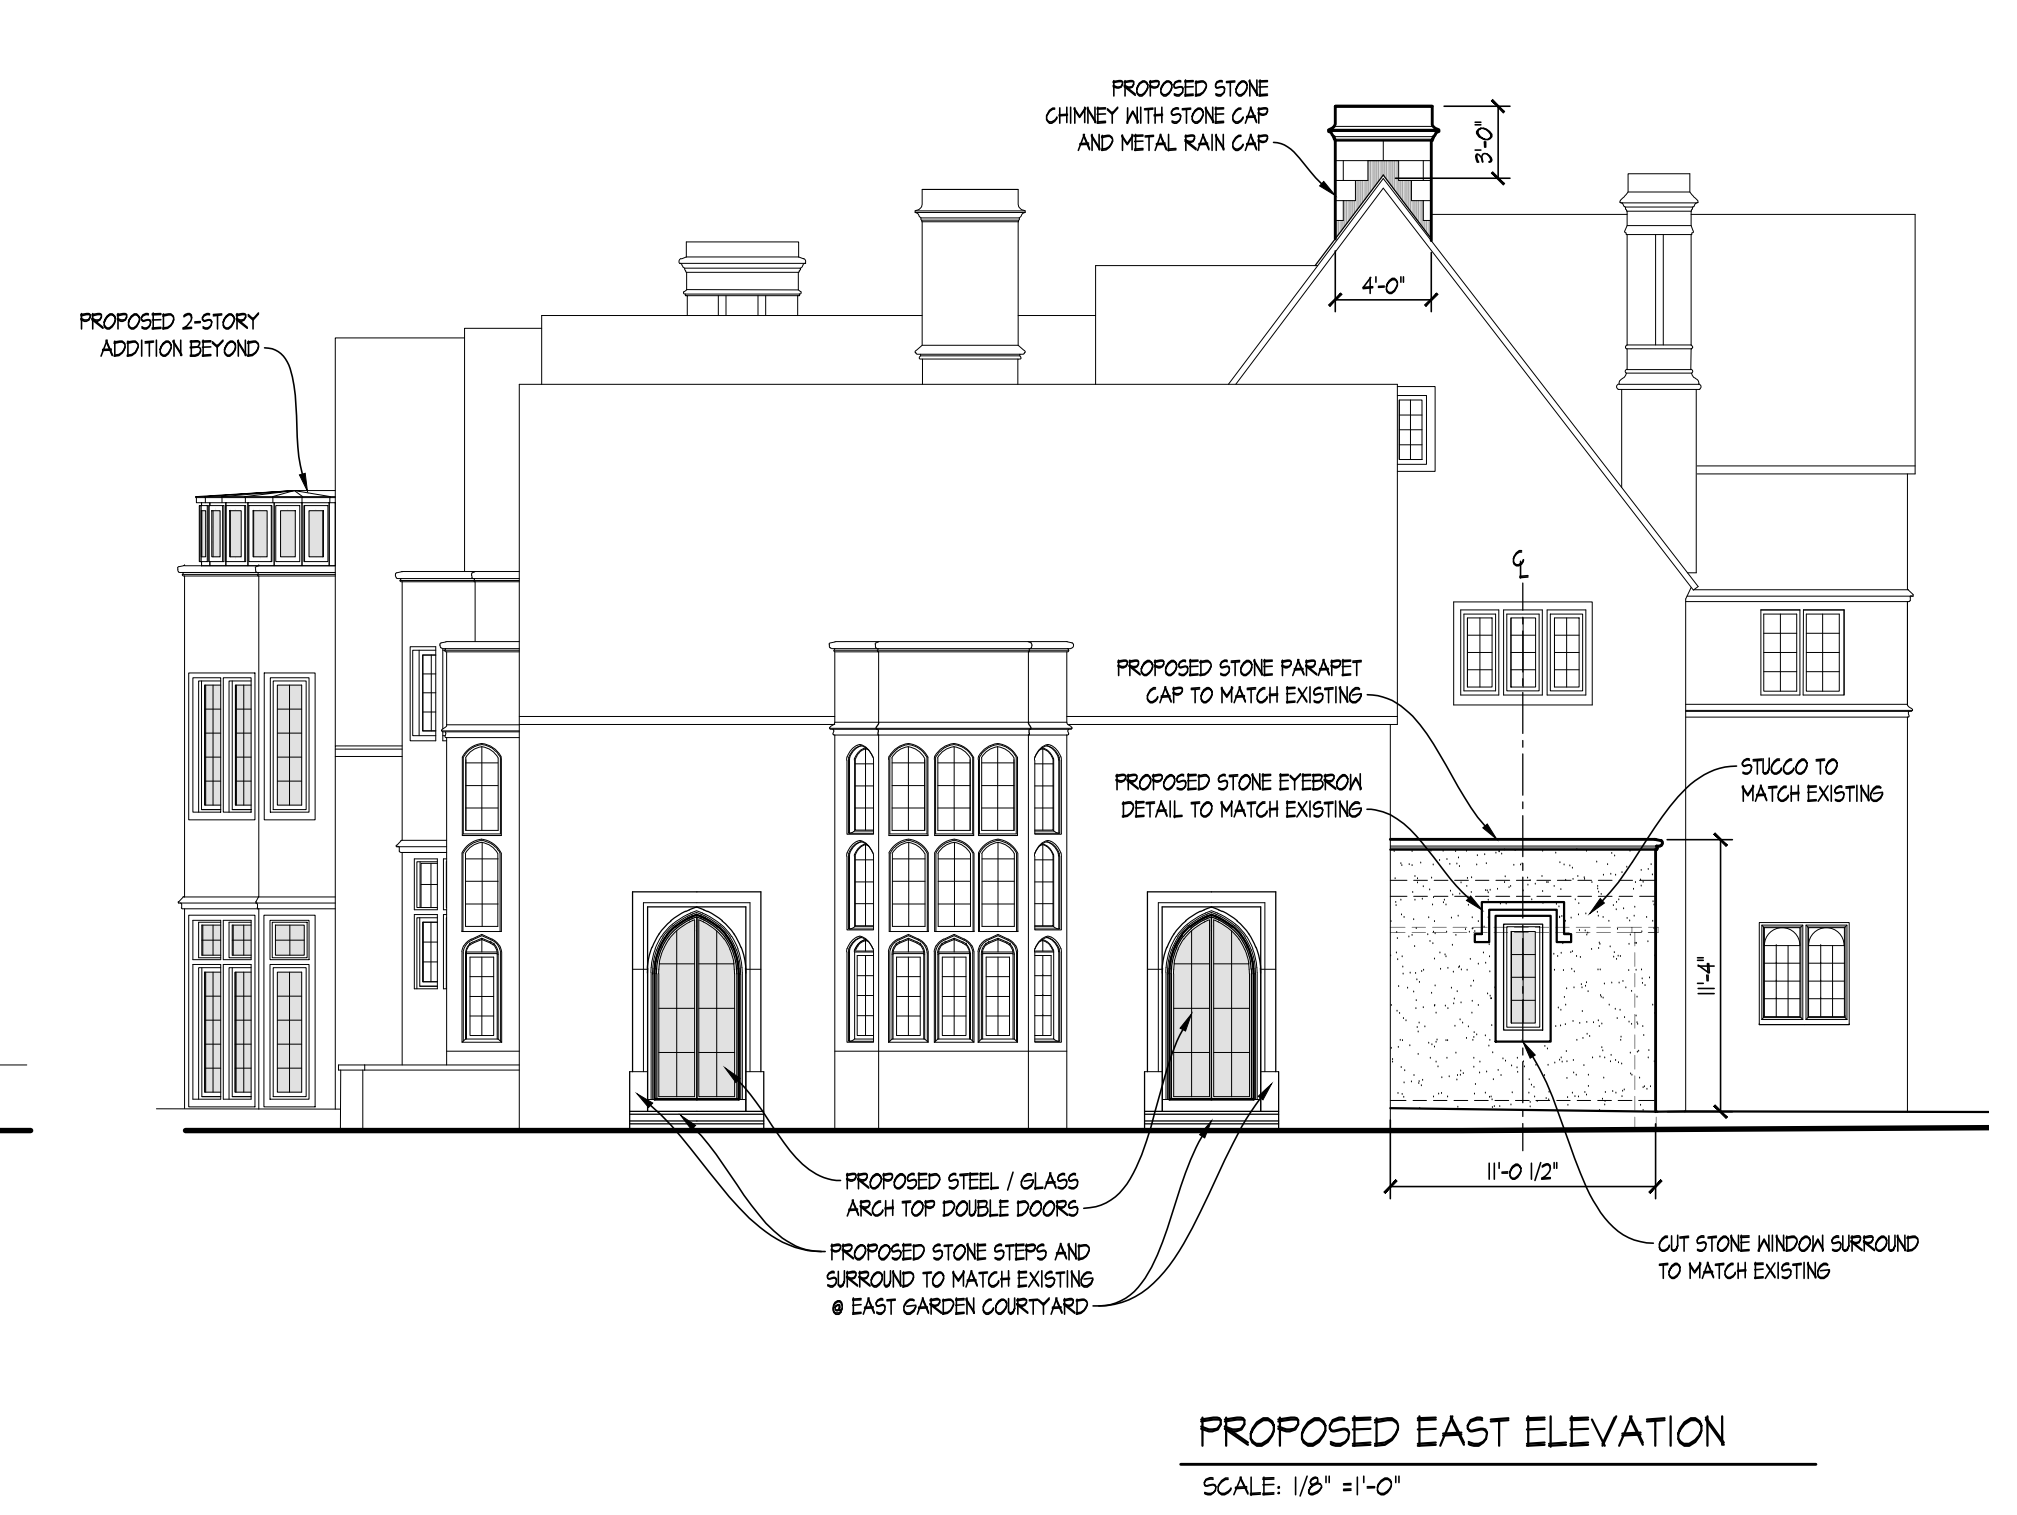 PROPOSED STONE
CHIMNEY WITH STONE CAP
AND METAL RAIN CAP
3'-0"
4'-0"
PROPOSED 2-STORY
ADDITION BEYOND
CL
PROPOSED STONE PARAPET
CAP TO MATCH EXISTING
PROPOSED STONE EYEBROW
DETAIL TO MATCH EXISTING
STUCCO TO
MATCH EXISTING
11'-4"
11'-0 1/2"
PROPOSED STEEL / GLASS
ARCH TOP DOUBLE DOORS
PROPOSED STONE STEPS AND
SURROUND TO MATCH EXISTING
@ EAST GARDEN COURTYARD
CUT STONE WINDOW SURROUND
TO MATCH EXISTING
PROPOSED EAST ELEVATION
SCALE: 1/8" =1'-0"